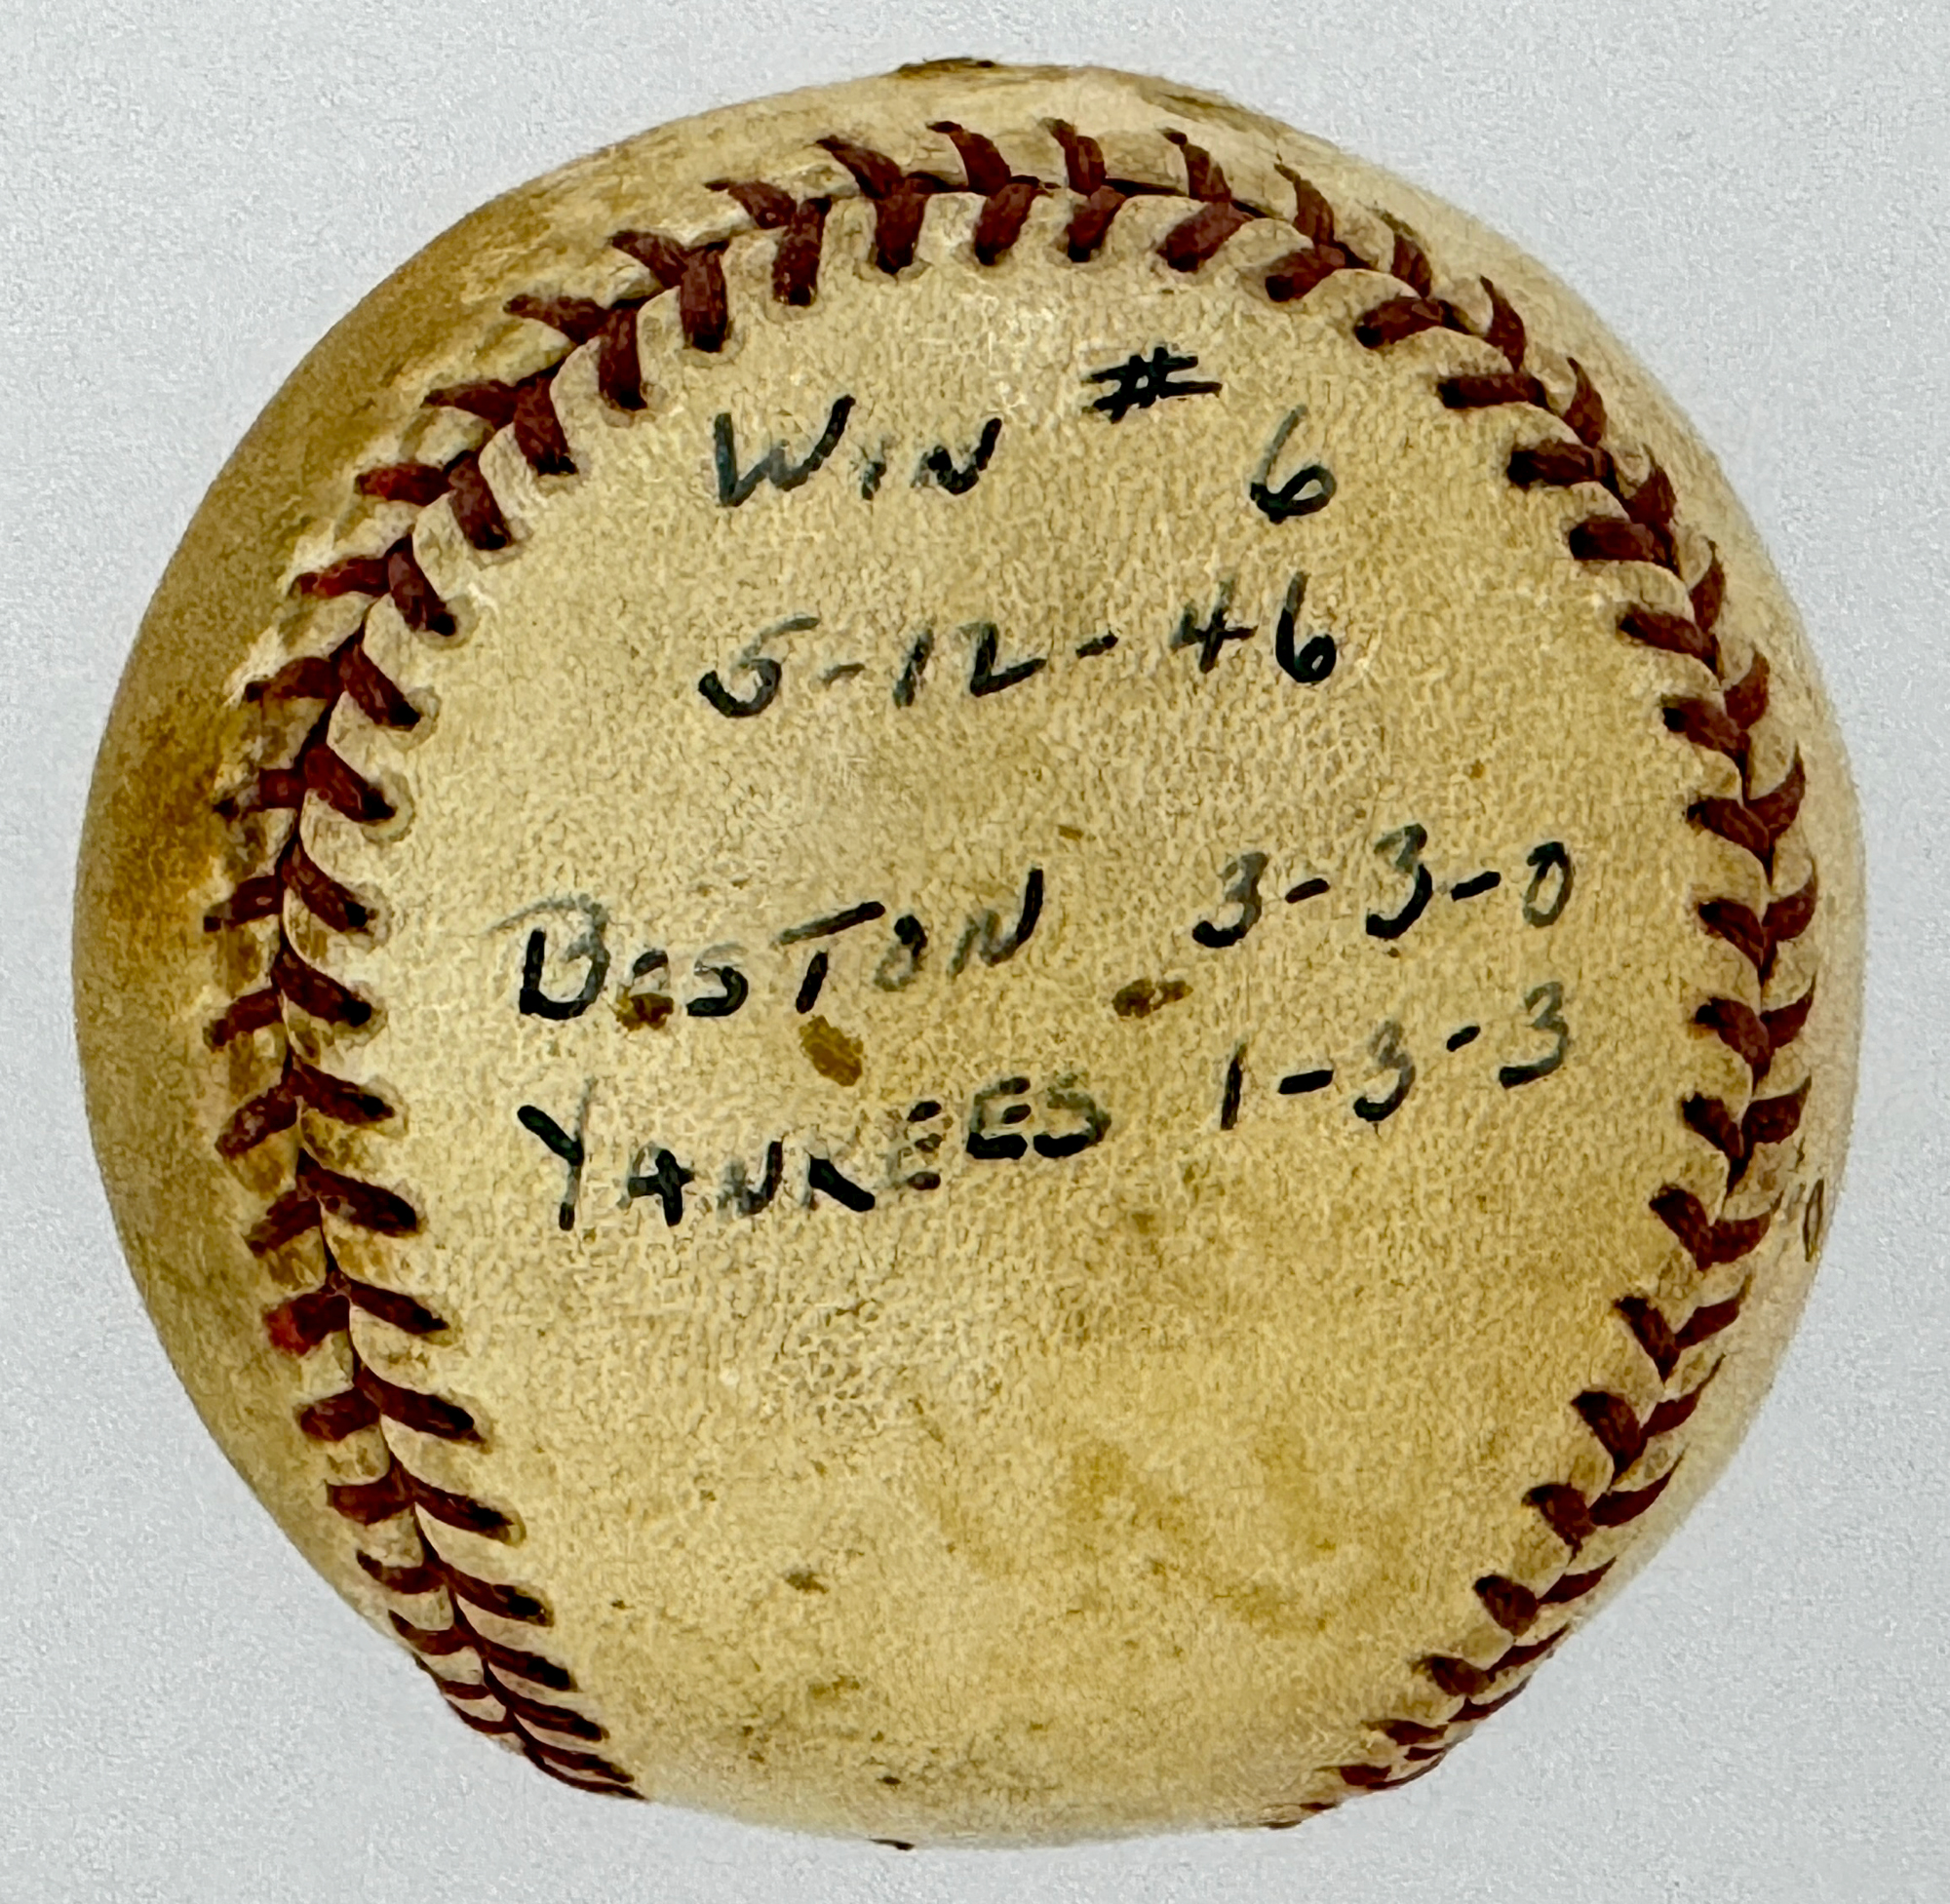 Win # 6
5-12-46
BOSTON 3-3-0
YANKEES 1-3-3